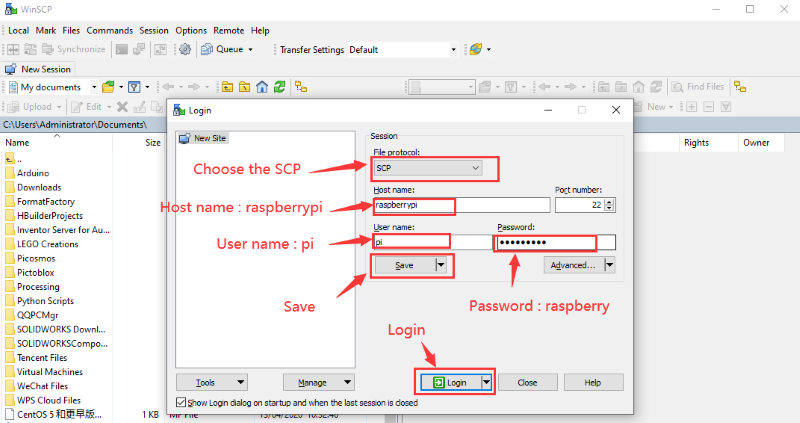 WinSCP
Local Mark Files Commands Session Options Remote Help
Synchronize Queue Transfer Settings Default
New Session
My documents Find Files
Upload Edit New
C:\Users\Administrator\Documents\
Name Size Rights Owner
..
Arduino
Downloads
FormatFactory
HBuilderProjects
Inventor Server for Au...
LEGO Creations
Picosmos
Pictoblox
Processing
Python Scripts
QQPCMgr
SOLIDWORKS Downl...
SOLIDWORKSCompo...
Tencent Files
Virtual Machines
WeChat Files
WPS Cloud Files
CentOS 5 和更早版... 1 KB
Login
New Site
Session
File protocol:
SCP
Host name: Port number:
raspberrypi 22
User name: Password:
pi ●●●●●●●●●
Save Advanced...
Choose the SCP
Host name : raspberrypi
User name : pi
Save
Password : raspberry
Login
Tools Manage Login Close Help
Show Login dialog on startup and when the last session is closed